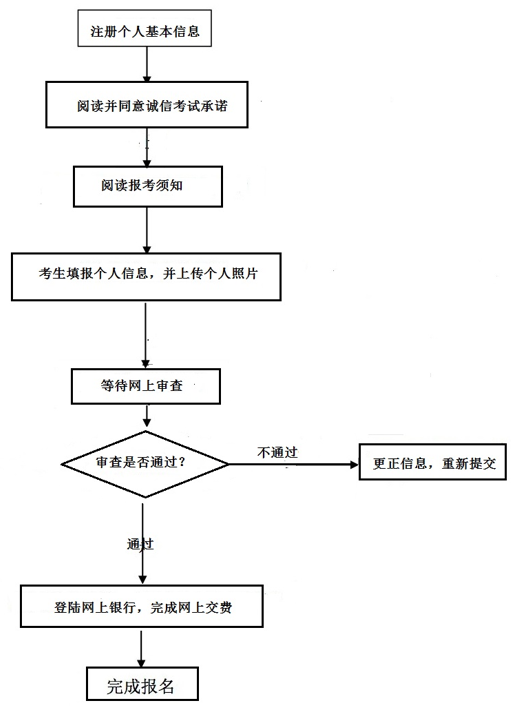 注册个人基本信息
阅读并同意诚信考试承诺
阅读报考须知
考生填报个人信息，并上传个人照片
等待网上审查
审查是否通过？
不通过
更正信息，重新提交
通过
登陆网上银行，完成网上交费
完成报名